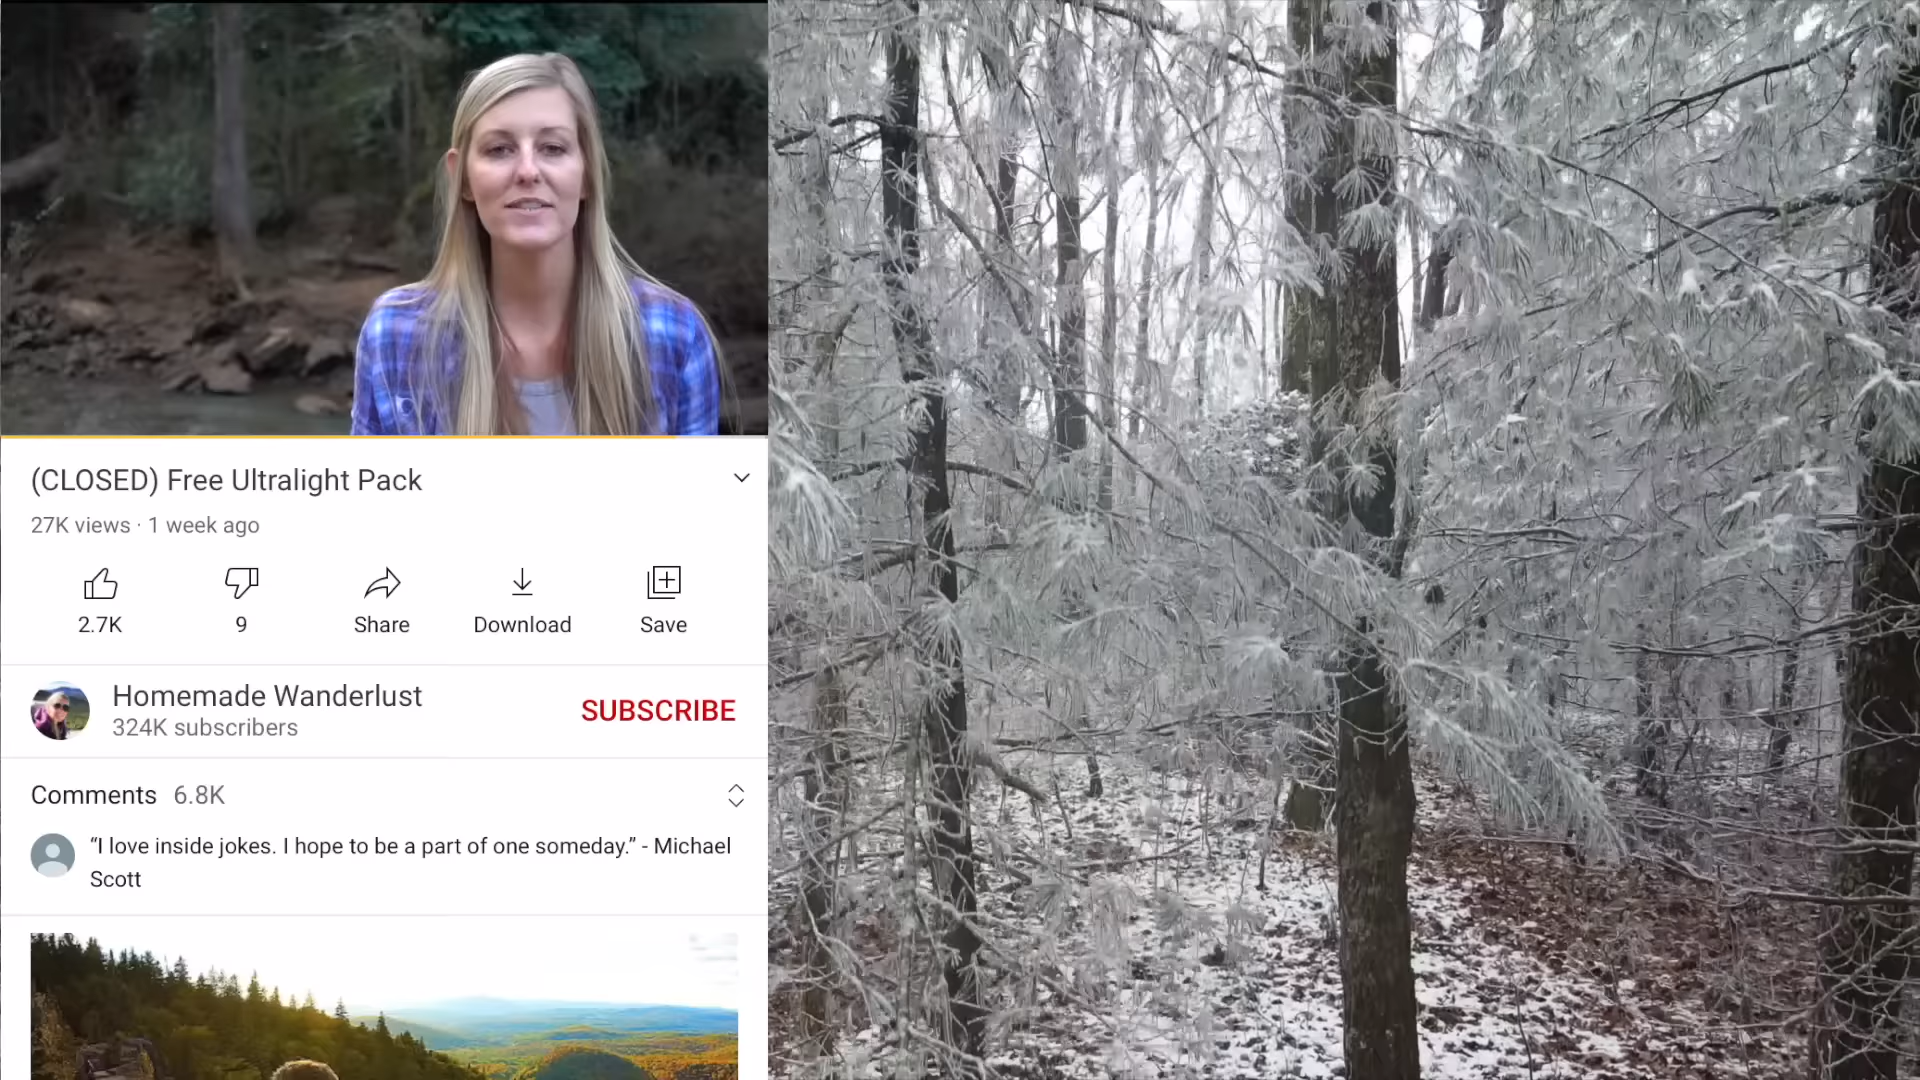 (CLOSED) Free Ultralight Pack
27K views · 1 week ago
2.7K
9
Share
Download
Save
Homemade Wanderlust
324K subscribers
SUBSCRIBE
Comments 6.8K
“I love inside jokes. I hope to be a part of one someday.” - Michael
Scott